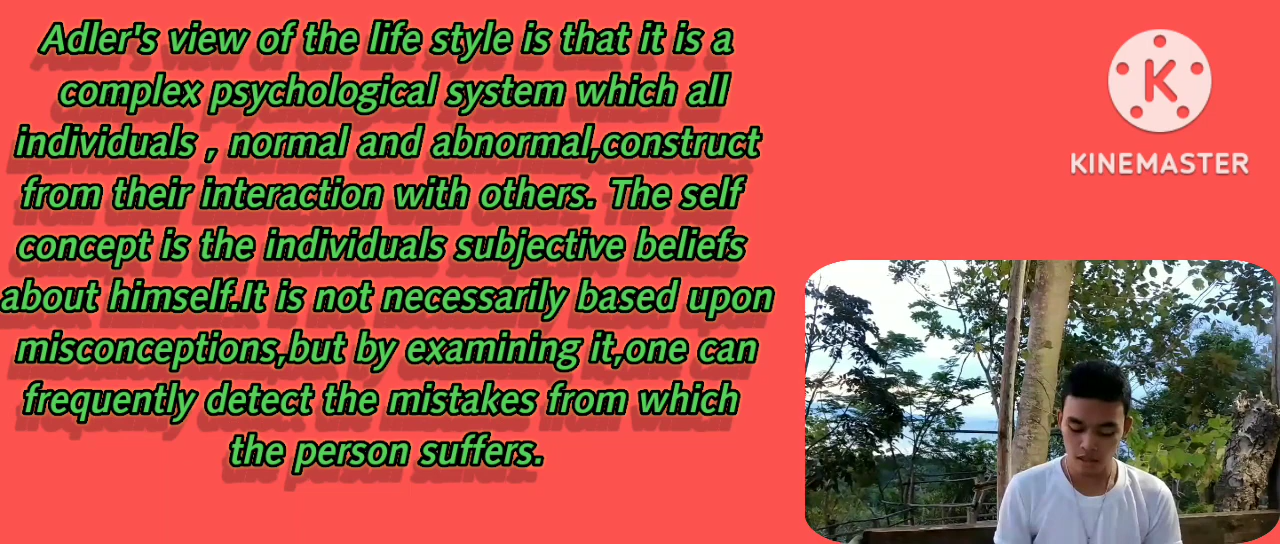 Adler's view of the life style is that it is a
complex psychological system which all
individuals , normal and abnormal,construct
from their interaction with others. The self
concept is the individuals subjective beliefs
about himself.It is not necessarily based upon
misconceptions,but by examining it,one can
frequently detect the mistakes from which
the person suffers.
K
KINEMASTER